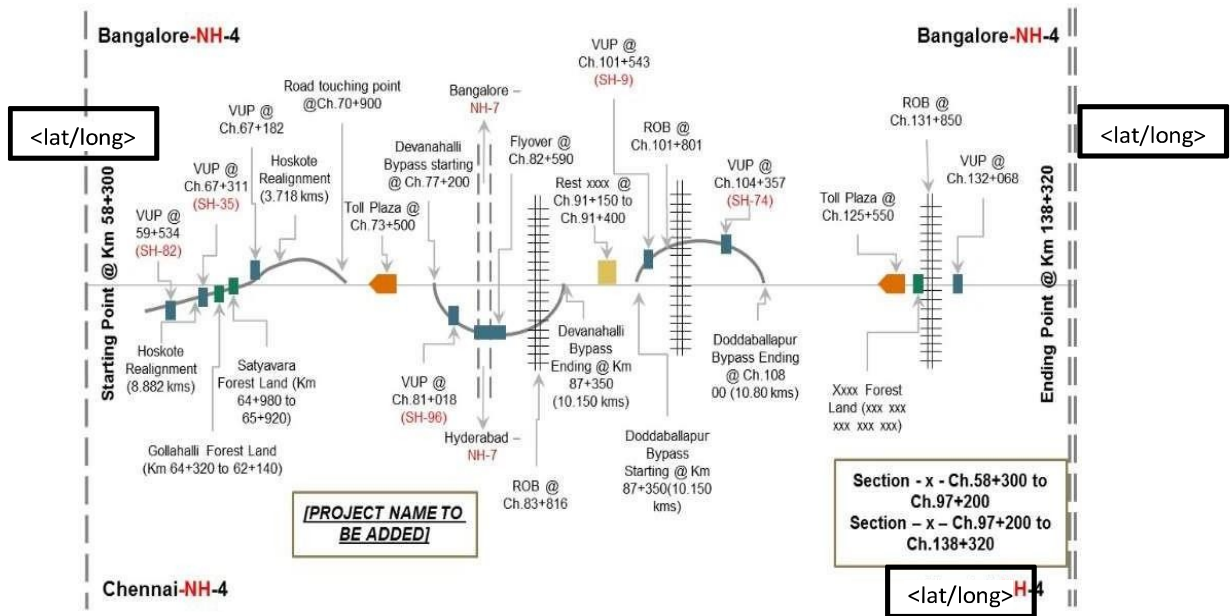 Bangalore-NH-4
Bangalore-NH-4
<lat/long>
<lat/long>
Starting Point @ Km 58+300
Ending Point @ Km 138+320
VUP @
59+534
(SH-82)
VUP @
Ch.67+311
(SH-35)
VUP @
Ch.67+182
Hoskote
Realignment
(3.718 kms)
Road touching point
@Ch.70+900
Toll Plaza @
Ch.73+500
Devanahalli
Bypass starting
@ Ch.77+200
Bangalore –
NH-7
Flyover @
Ch.82+590
VUP @
Ch.101+543
(SH-9)
Rest xxxx @
Ch.91+150 to
Ch.91+400
ROB @
Ch.101+801
VUP @
Ch.104+357
(SH-74)
Toll Plaza @
Ch.125+550
ROB @
Ch.131+850
VUP @
Ch.132+068
Hoskote
Realignment
(8.882 kms)
Satyavara
Forest Land (Km
64+980 to
65+920)
Gollahalli Forest Land
(Km 64+320 to 62+140)
VUP @
Ch.81+018
(SH-96)
Hyderabad –
NH-7
ROB @
Ch.83+816
Devanahalli
Bypass
Ending @ Km
87+350
(10.150 kms)
Doddaballapur
Bypass
Starting @ Km
87+350(10.150
kms)
Doddaballapur
Bypass Ending
@ Ch.108
00 (10.80 kms)
Xxxx Forest
Land (xxx xxx
xxx xxx xxx)
[PROJECT NAME TO
BE ADDED]
Section - x - Ch.58+300 to
Ch.97+200
Section – x – Ch.97+200 to
Ch.138+320
Chennai-NH-4
<lat/long> H-4